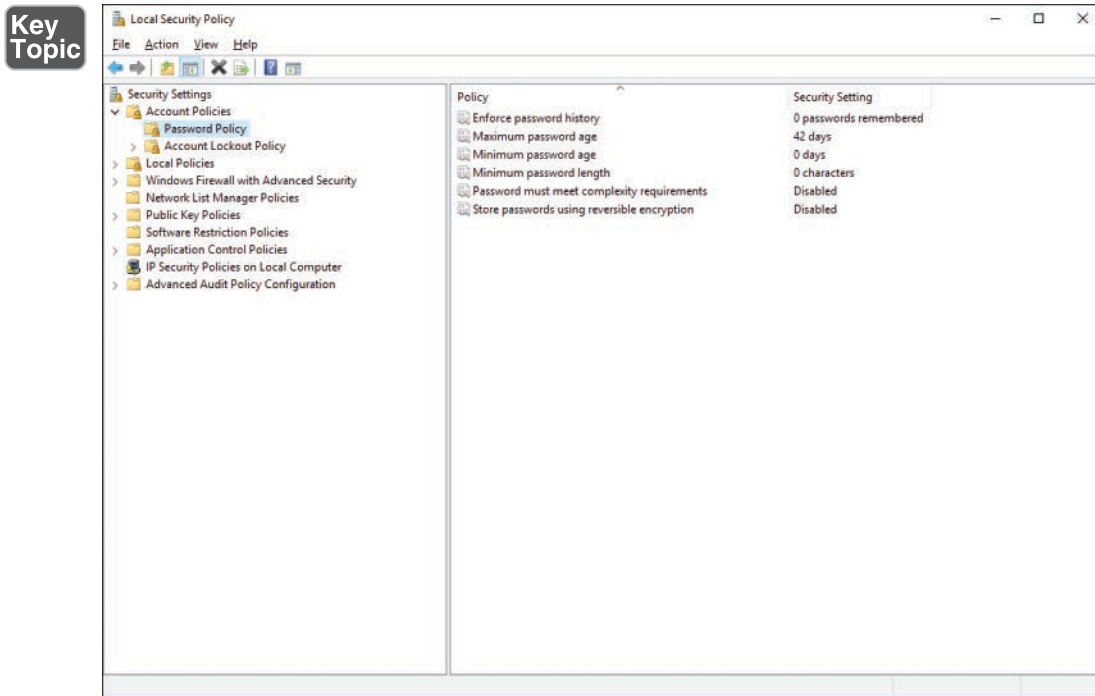 Key
Topic
Local Security Policy
File Action View Help
Security Settings
Account Policies
Password Policy
Account Lockout Policy
Local Policies
Windows Firewall with Advanced Security
Network List Manager Policies
Public Key Policies
Software Restriction Policies
Application Control Policies
IP Security Policies on Local Computer
Advanced Audit Policy Configuration
Policy Security Setting
Enforce password history 0 passwords remembered
Maximum password age 42 days
Minimum password age 0 days
Minimum password length 0 characters
Password must meet complexity requirements Disabled
Store passwords using reversible encryption Disabled